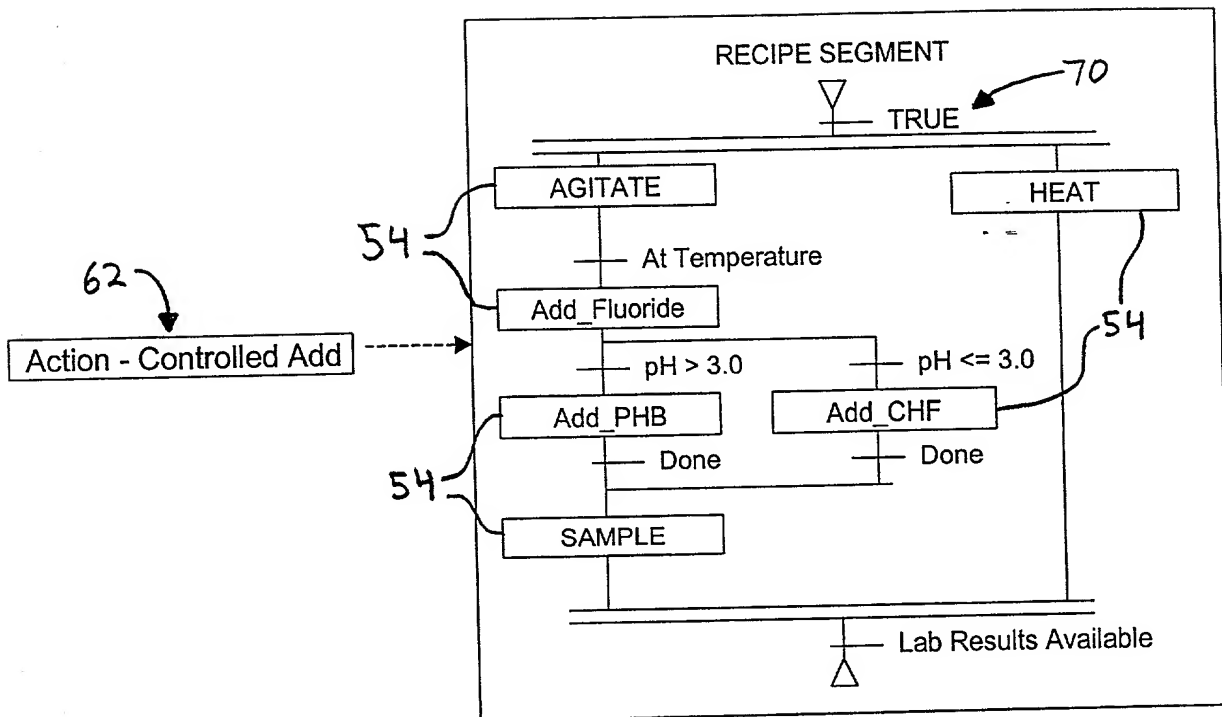 RECIPE SEGMENT
70
TRUE
AGITATE
HEAT
54
At Temperature
62
Add_Fluoride
54
Action - Controlled Add
pH > 3.0
pH <= 3.0
Add_PHB
Add_CHF
Done
Done
54
SAMPLE
Lab Results Available